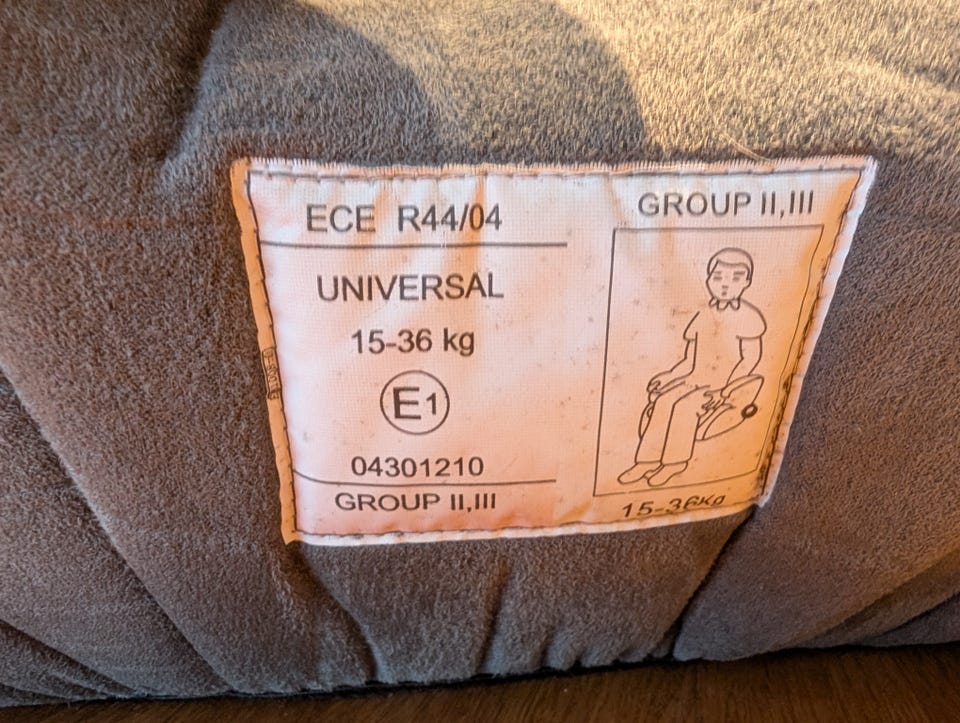 ECE R44/04
UNIVERSAL
15-36 kg
E1
04301210
GROUP II,III
GROUP II,III
15-36Kg